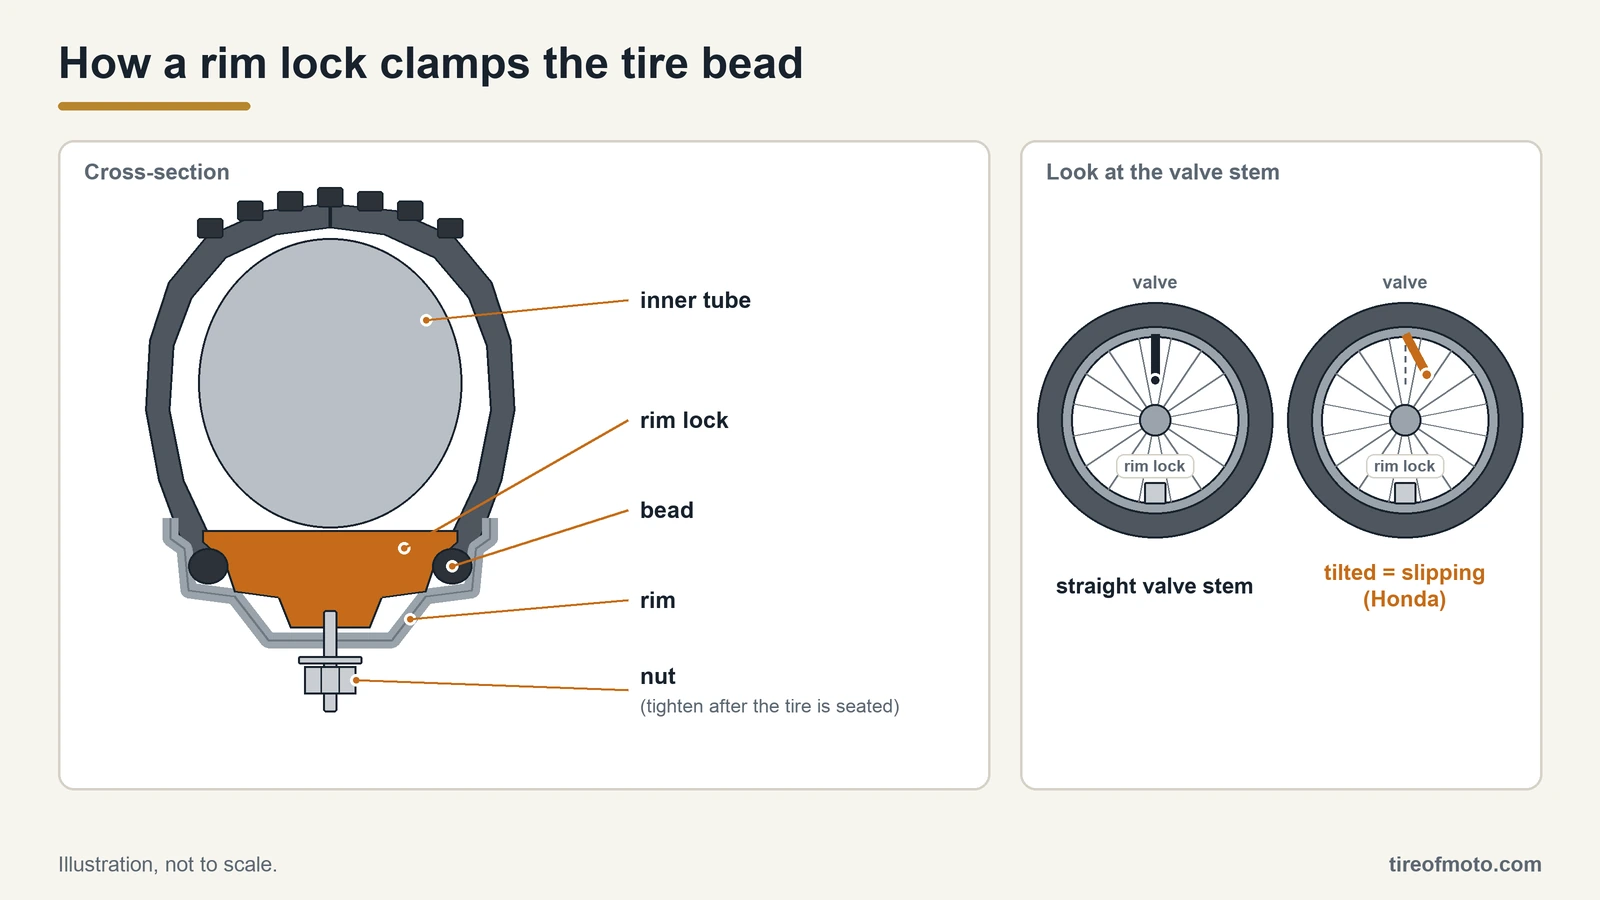 How a rim lock clamps the tire bead
Cross-section
inner tube
rim lock
bead
rim
nut
(tighten after the tire is seated)
Look at the valve stem
valve
valve
rim lock
rim lock
straight valve stem
tilted = slipping
(Honda)
Illustration, not to scale.
tireofmoto.com